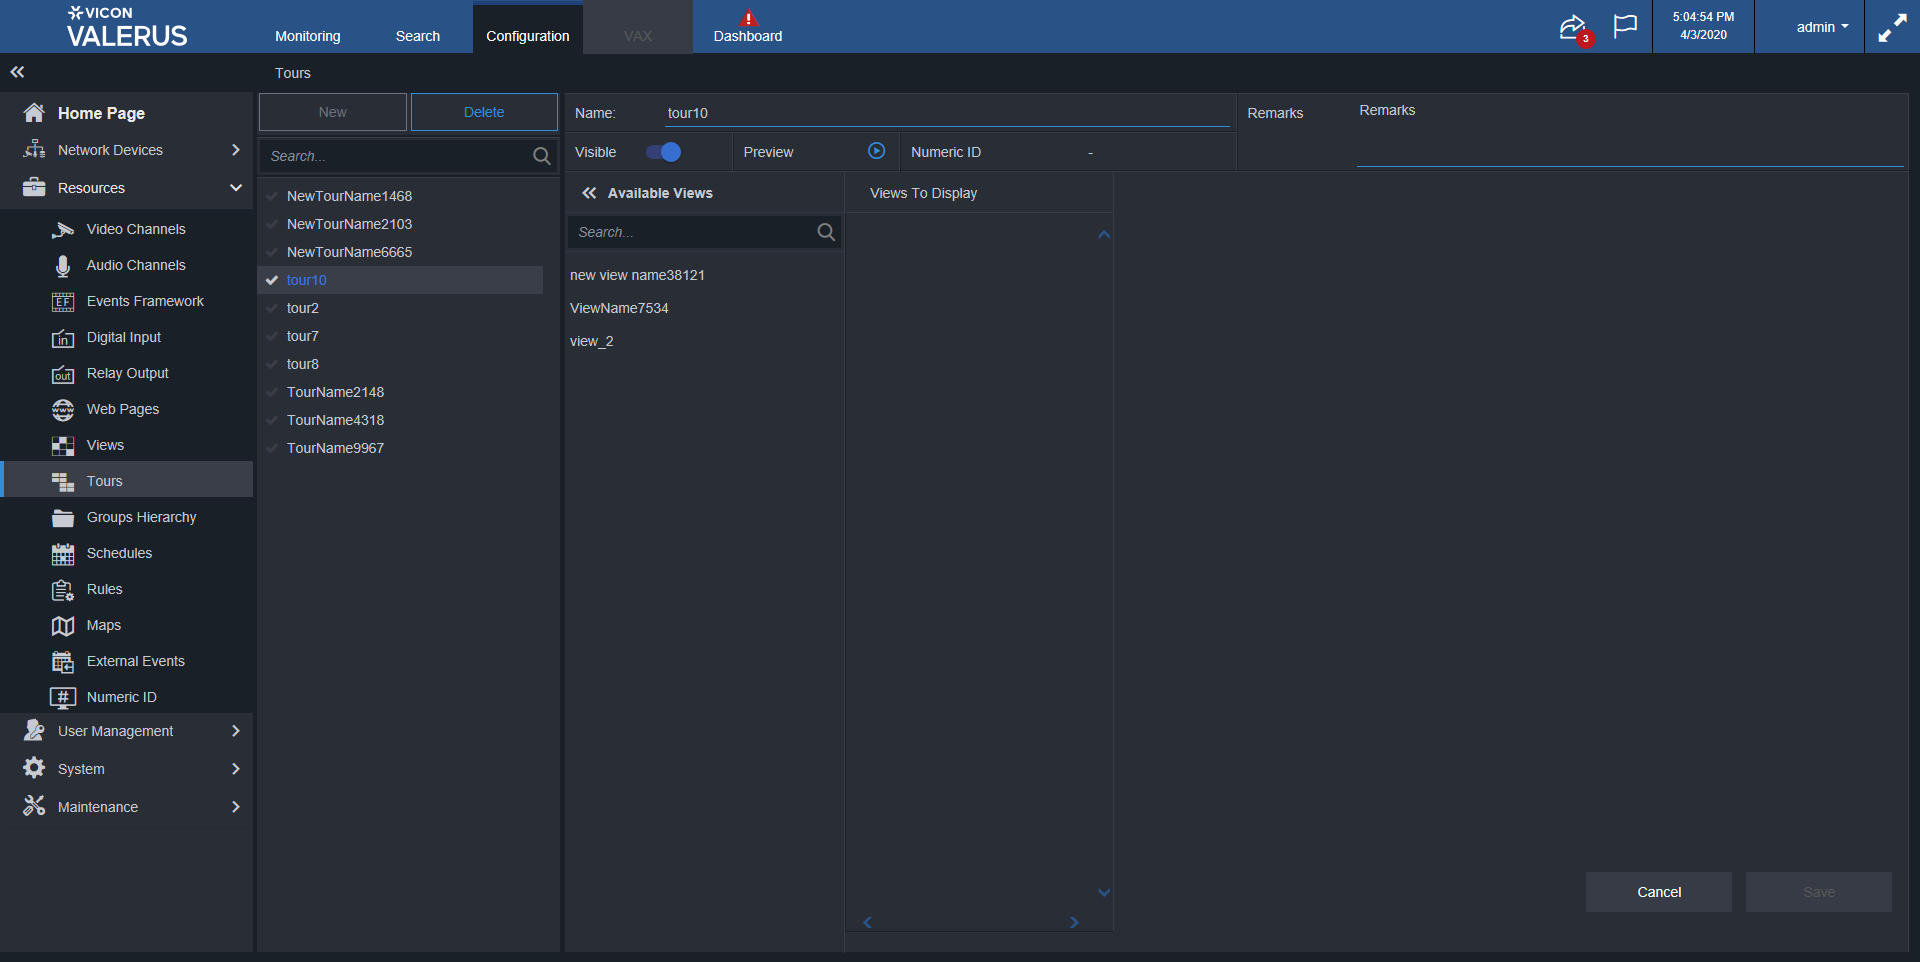 VICON
VALERUS
Monitoring
Search
Configuration
VAX
Dashboard
3
5:04:54 PM
4/3/2020
admin
Tours
Home Page
Network Devices
Resources
Video Channels
Audio Channels
EF
Events Framework
in
Digital Input
out
Relay Output
www
Web Pages
Views
Tours
Groups Hierarchy
Schedules
Rules
Maps
External Events
#
Numeric ID
User Management
System
Maintenance
New
Delete
Search...
NewTourName1468
NewTourName2103
NewTourName6665
tour10
tour2
tour7
tour8
TourName2148
TourName4318
TourName9967
Name:
tour10
Remarks
Remarks
Visible
Preview
Numeric ID
-
Available Views
Views To Display
Search...
new view name38121
ViewName7534
view_2
Cancel
Save